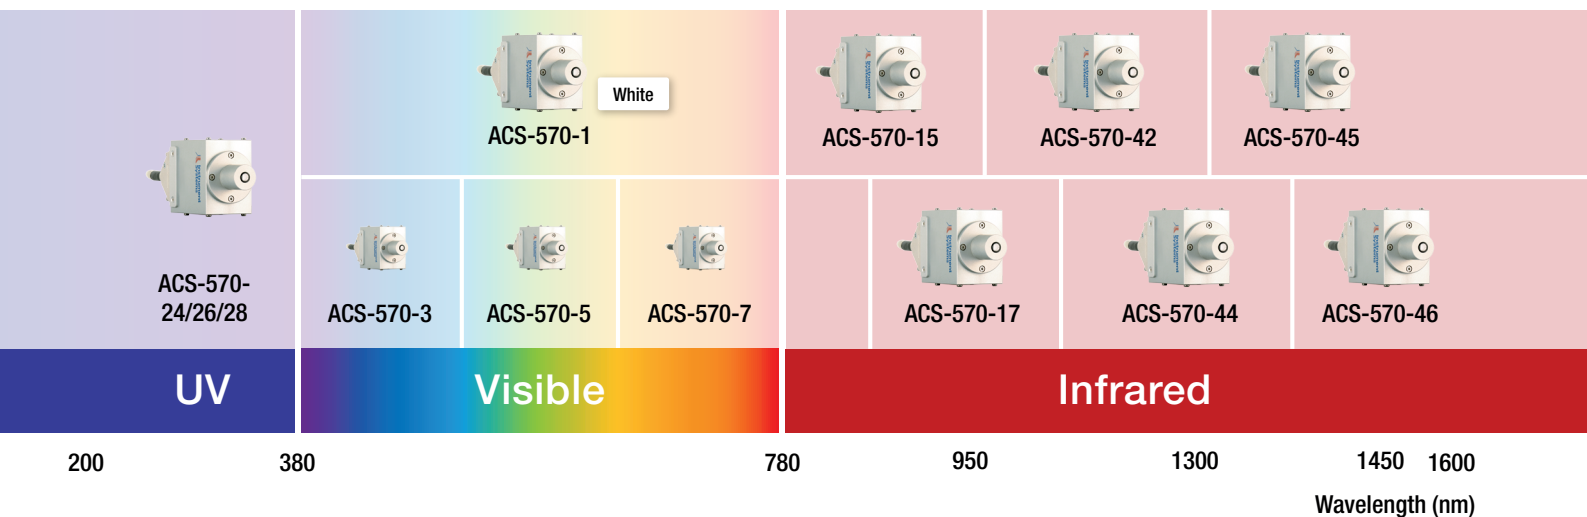 White
ACS-570-1
ACS-570-15
ACS-570-42
ACS-570-45
ACS-570-
24/26/28
ACS-570-3
ACS-570-5
ACS-570-7
ACS-570-17
ACS-570-44
ACS-570-46
UV
Visible
Infrared
200
380
780
950
1300
1450
1600
Wavelength (nm)